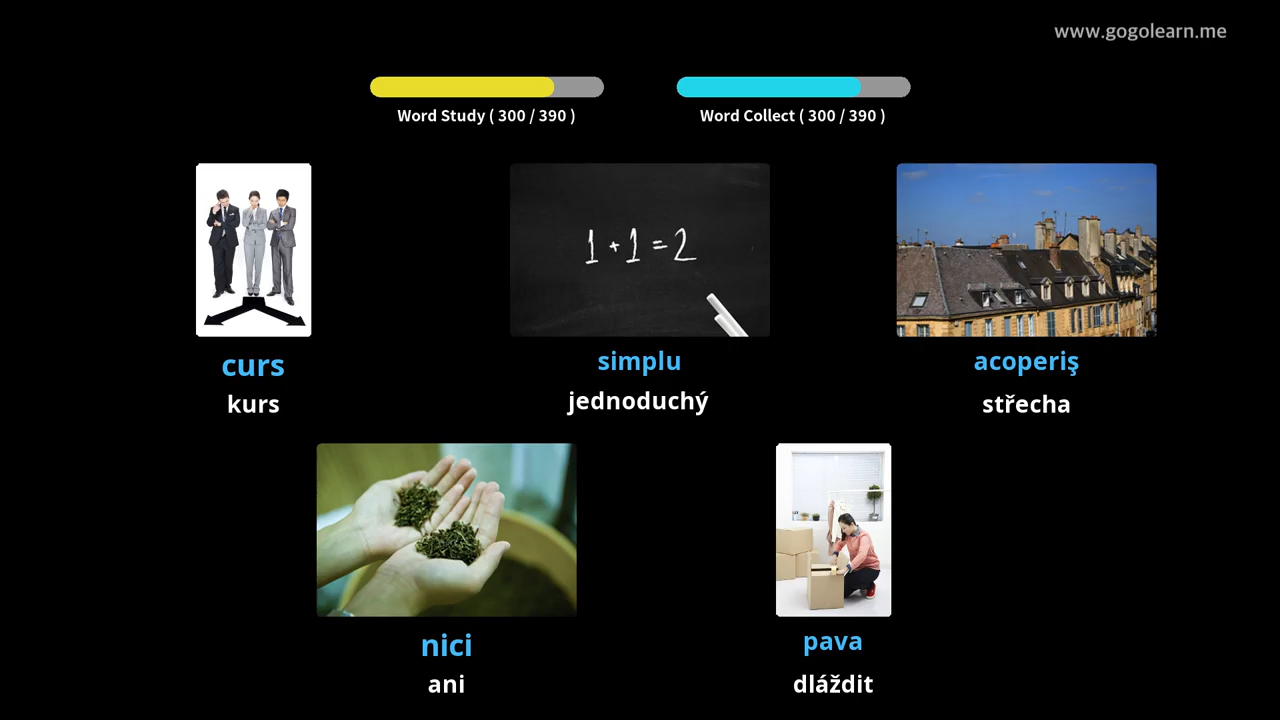 www.gogolearn.me
Word Study ( 300 / 390 )
Word Collect ( 300 / 390 )
1 + 1 = 2
curs
kurs
simplu
jednoduchý
acoperiş
střecha
nici
ani
pava
dláždit